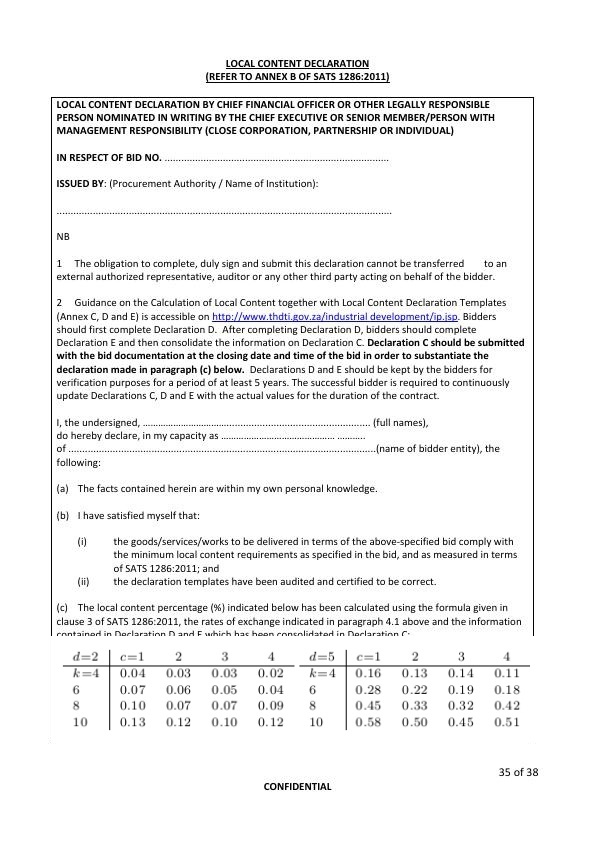 LOCAL CONTENT DECLARATION
(REFER TO ANNEX B OF SATS 1286:2011)
LOCAL CONTENT DECLARATION BY CHIEF FINANCIAL OFFICER OR OTHER LEGALLY RESPONSIBLE
PERSON NOMINATED IN WRITING BY THE CHIEF EXECUTIVE OR SENIOR MEMBER/PERSON WITH
MANAGEMENT RESPONSIBILITY (CLOSE CORPORATION, PARTNERSHIP OR INDIVIDUAL)
IN RESPECT OF BID NO. .................................................................................
ISSUED BY: (Procurement Authority / Name of Institution):
.........................................................................................................................
NB
1 The obligation to complete, duly sign and submit this declaration cannot be transferred to an
external authorized representative, auditor or any other third party acting on behalf of the bidder.
2 Guidance on the Calculation of Local Content together with Local Content Declaration Templates
(Annex C, D and E) is accessible on http://www.thdti.gov.za/industrial development/ip.jsp. Bidders
should first complete Declaration D. After completing Declaration D, bidders should complete
Declaration E and then consolidate the information on Declaration C. Declaration C should be submitted
with the bid documentation at the closing date and time of the bid in order to substantiate the
declaration made in paragraph (c) below. Declarations D and E should be kept by the bidders for
verification purposes for a period of at least 5 years. The successful bidder is required to continuously
update Declarations C, D and E with the actual values for the duration of the contract.
I, the undersigned, .................................................................................. (full names),
do hereby declare, in my capacity as ……………………………………… ………..
of ...............................................................................................................(name of bidder entity), the
following:
(a) The facts contained herein are within my own personal knowledge.
(b) I have satisfied myself that:
(i) the goods/services/works to be delivered in terms of the above-specified bid comply with
the minimum local content requirements as specified in the bid, and as measured in terms
of SATS 1286:2011; and
(ii) the declaration templates have been audited and certified to be correct.
(c) The local content percentage (%) indicated below has been calculated using the formula given in
clause 3 of SATS 1286:2011, the rates of exchange indicated in paragraph 4.1 above and the information
contained in Declaration D and E which has been consolidated in Declaration C:
d=2 c=1 2 3 4 d=5 c=1 2 3 4
k=4 0.04 0.03 0.03 0.02 k=4 0.16 0.13 0.14 0.11
6 0.07 0.06 0.05 0.04 6 0.28 0.22 0.19 0.18
8 0.10 0.07 0.07 0.09 8 0.45 0.33 0.32 0.42
10 0.13 0.12 0.10 0.12 10 0.58 0.50 0.45 0.51
35 of 38
CONFIDENTIAL